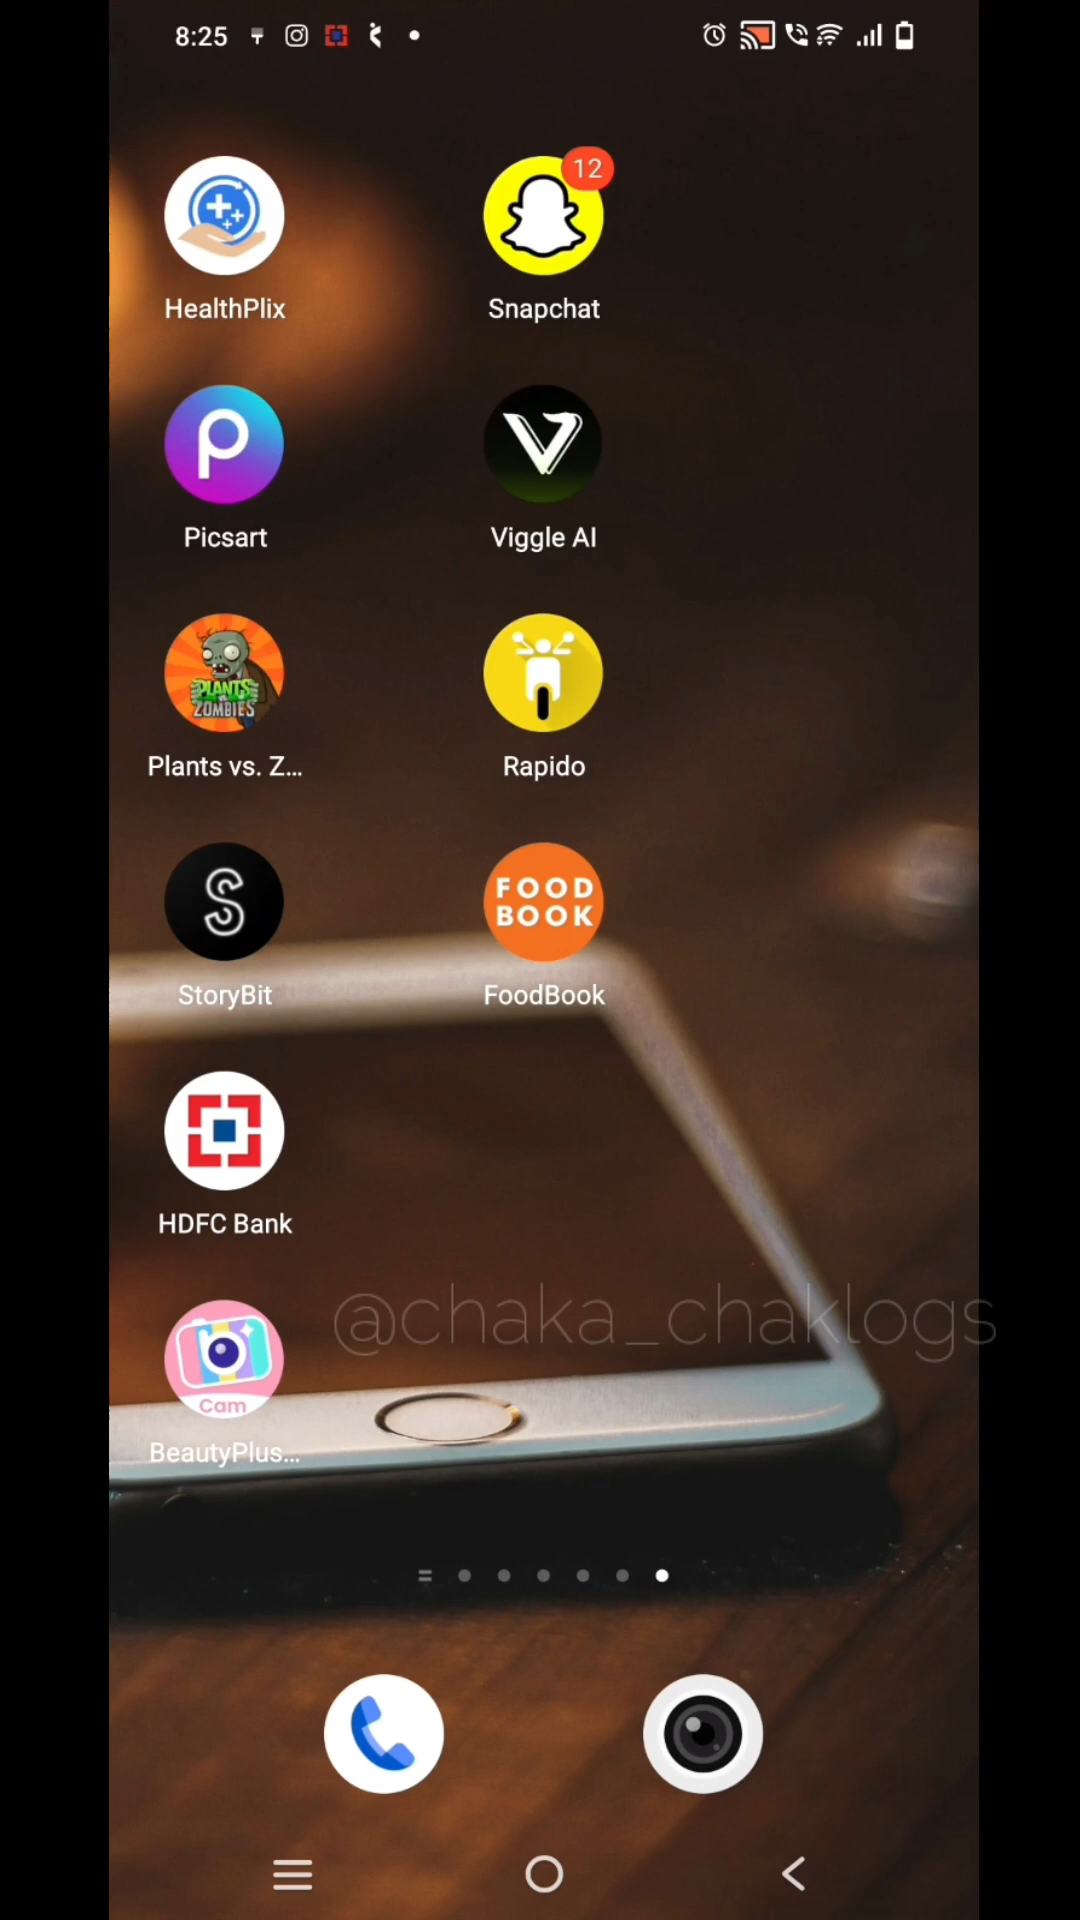 8:25
12
HealthPlix
Snapchat
Picsart
Viggle AI
PLANTS
ZOMBIES
Plants vs. Z...
Rapido
FOOD
BOOK
StoryBit
FoodBook
HDFC Bank
@chaka_chaklogs
Cam
BeautyPlus...